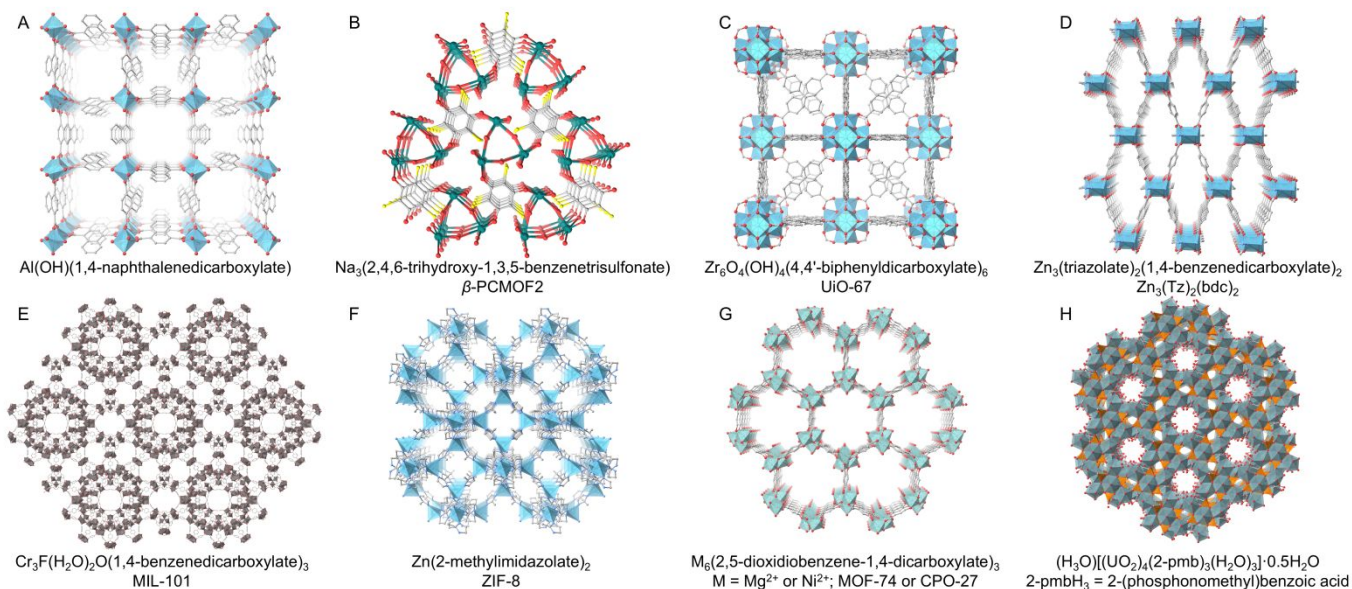 A
B
C
D
Al(OH)(1,4-naphthalenedicarboxylate)
Na₃(2,4,6-trihydroxy-1,3,5-benzenetrisulfonate)
β-PCMOF2
Zr₆O₄(OH)₄(4,4'-biphenyldicarboxylate)₆
UiO-67
Zn₃(triazolate)₂(1,4-benzenedicarboxylate)₂
Zn₃(Tz)₂(bdc)₂
E
F
G
H
Cr₃F(H₂O)₂O(1,4-benzenedicarboxylate)₃
MIL-101
Zn(2-methylimidazolate)₂
ZIF-8
M₆(2,5-dioxidiobenzene-1,4-dicarboxylate)₃
M = Mg²⁺ or Ni²⁺; MOF-74 or CPO-27
(H₃O)[(UO₂)₄(2-pmb)₃(H₂O)₃]·0.5H₂O
2-pmbH₃ = 2-(phosphonomethyl)benzoic acid